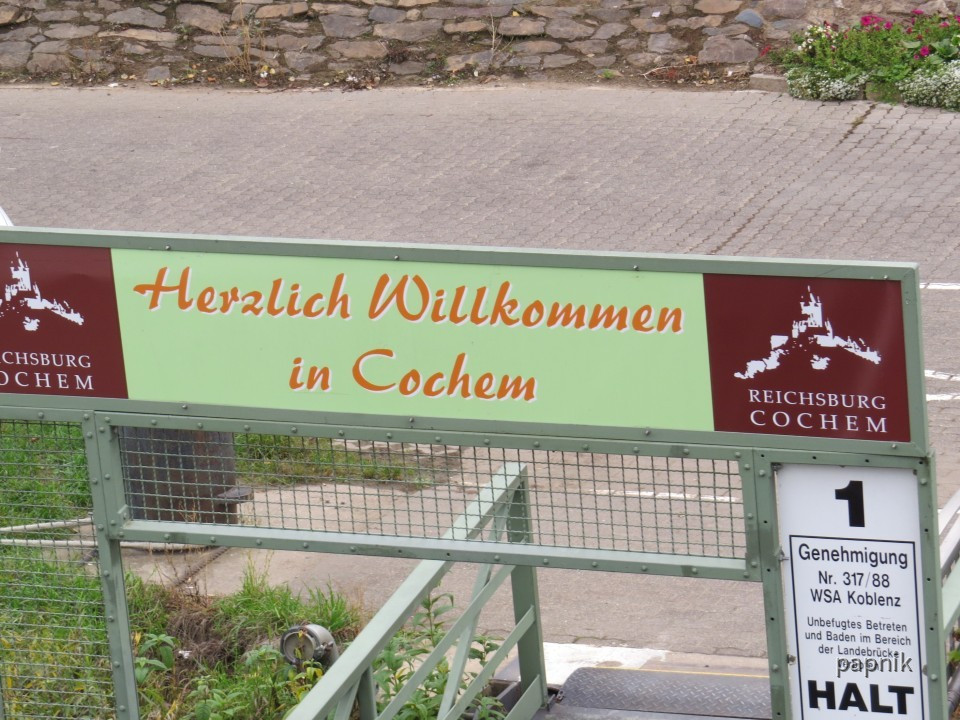 Herzlich Willkommen
in Cochem
ICHSBURG
OCHEM
REICHSBURG
COCHEM
1
Genehmigung
Nr. 317/88
WSA Koblenz
Unbefugtes Betreten
und Baden im Bereich
der Landebrücke
HALT
papnik